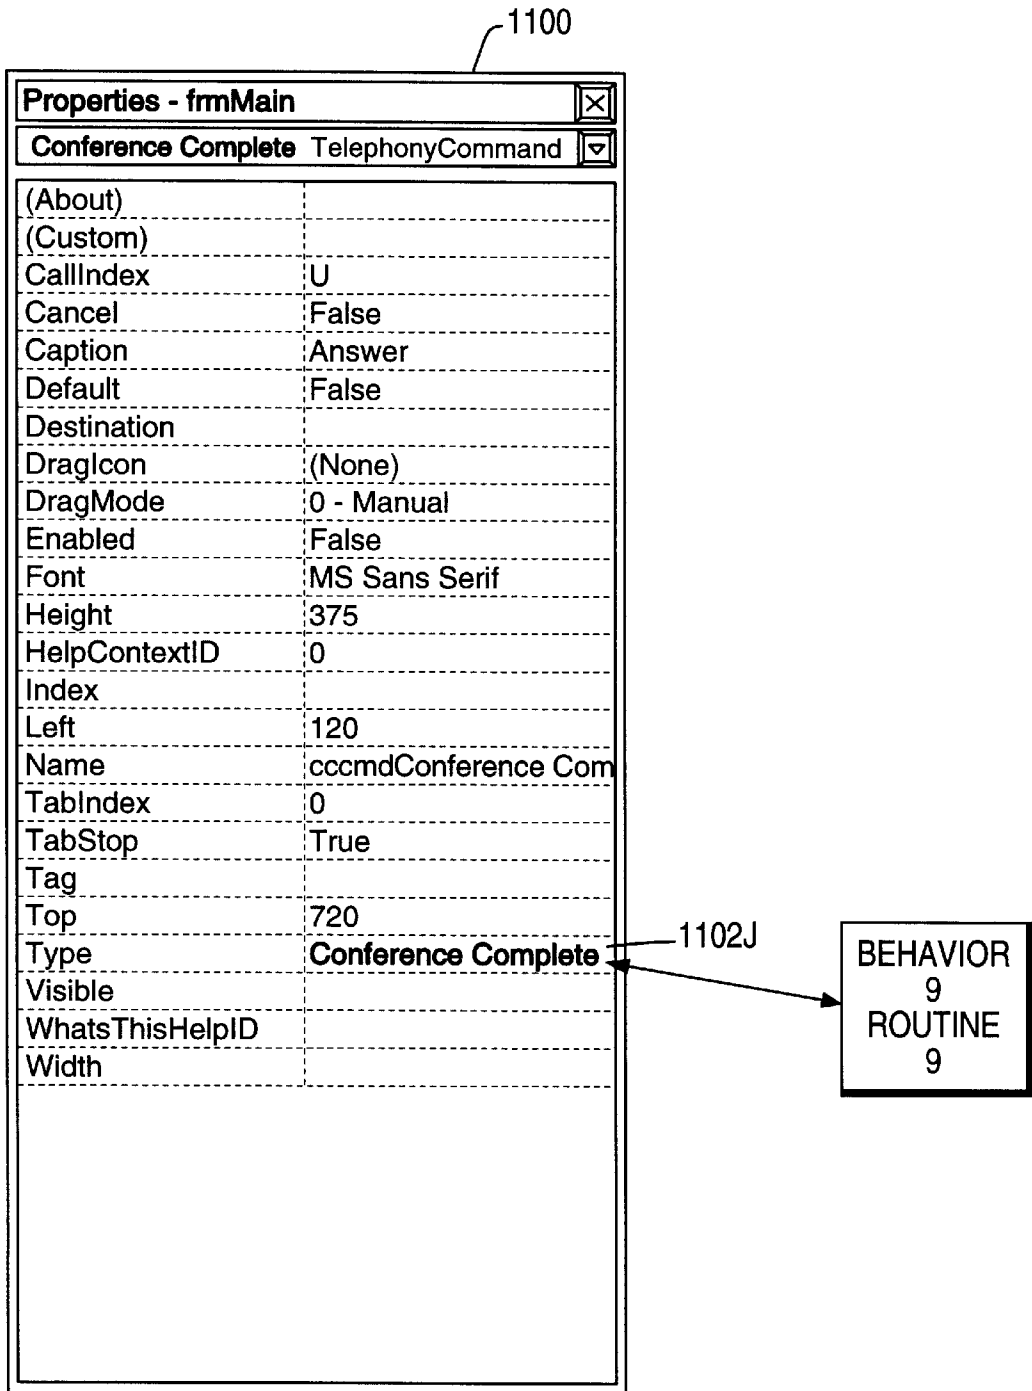 1100
Properties - frmMain
Conference Complete TelephonyCommand
(About)
(Custom)
CallIndex U
Cancel False
Caption Answer
Default False
Destination
DragIcon (None)
DragMode 0 - Manual
Enabled False
Font MS Sans Serif
Height 375
HelpContextID 0
Index
Left 120
Name cccmdConference Com
TabIndex 0
TabStop True
Tag
Top 720
Type Conference Complete
1102J
Visible
WhatsThisHelpID
Width
BEHAVIOR
9
ROUTINE
9